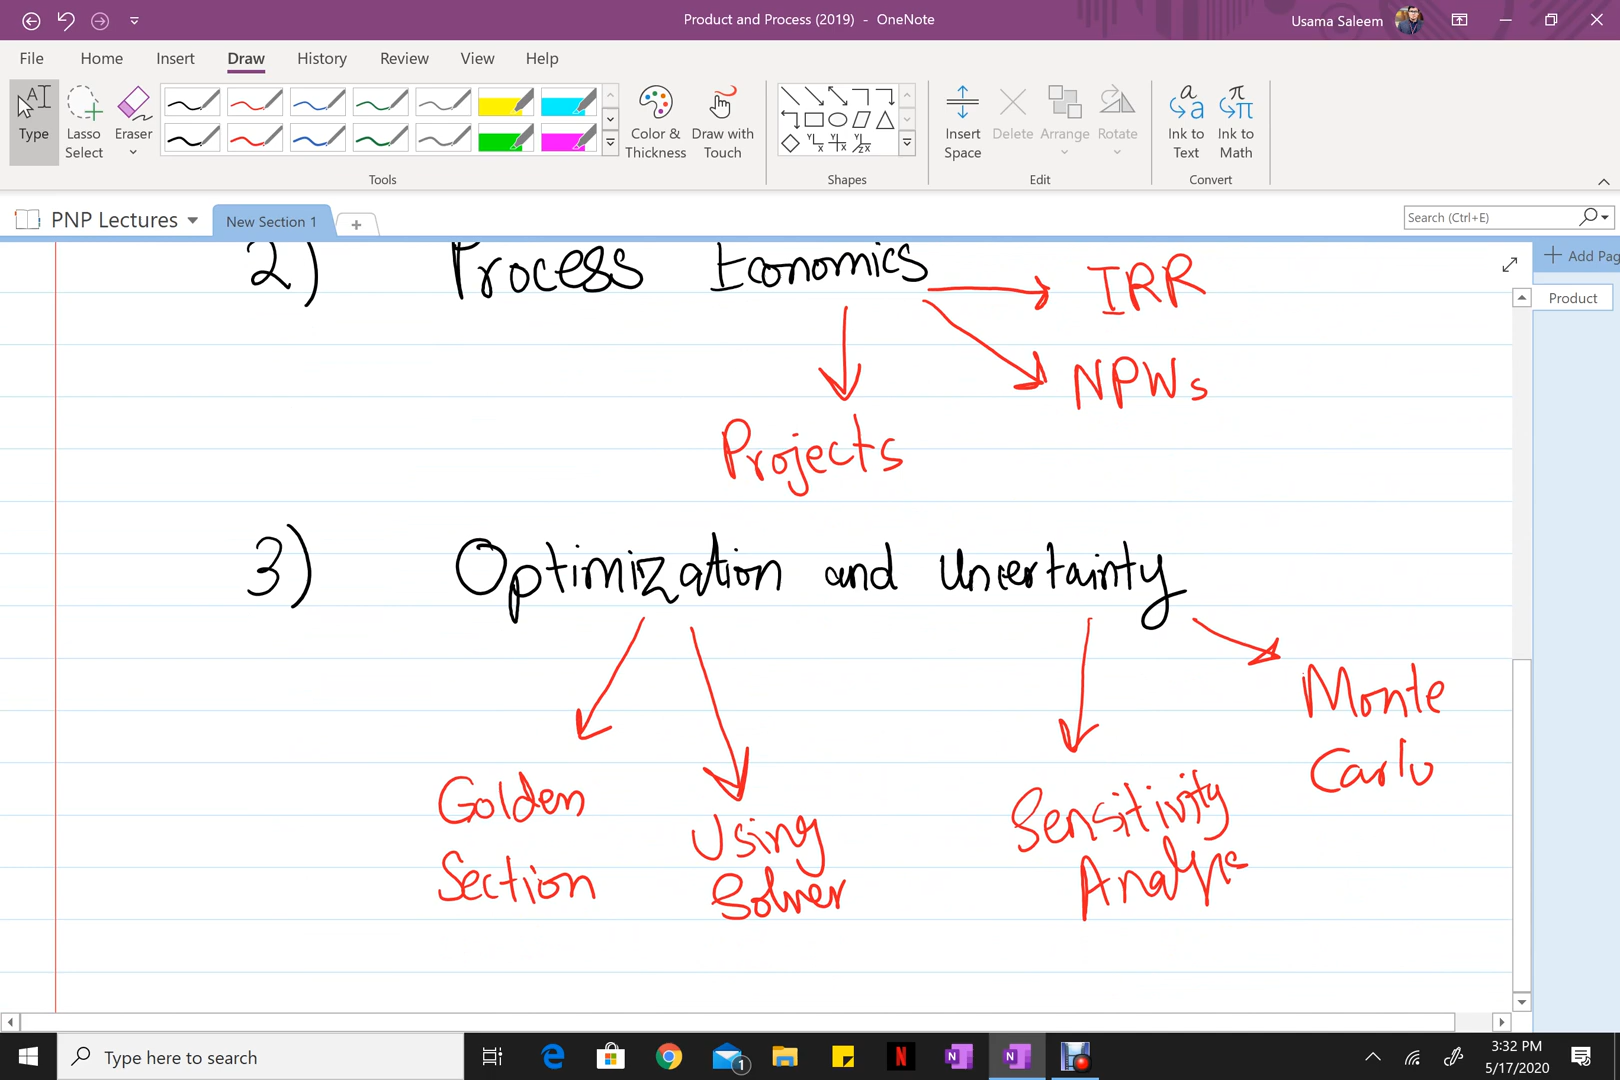 Product and Process (2019) - OneNote
Usama Saleem
File Home Insert Draw History Review View Help
Type
Lasso Select
Eraser
Color & Thickness
Draw with Touch
Insert Space
Delete
Arrange
Rotate
Ink to Text
Ink to Math
Tools
Shapes
Edit
Convert
PNP Lectures
New Section 1
Search (Ctrl+E)
Add Pag
Product
2) Process Economics
IRR
NPWs
Projects
3) Optimization and Uncertainty
Golden
Section
Using
Solver
Sensitivity
Analysis
Monte
Carlo
Type here to search
1
3:32 PM
5/17/2020